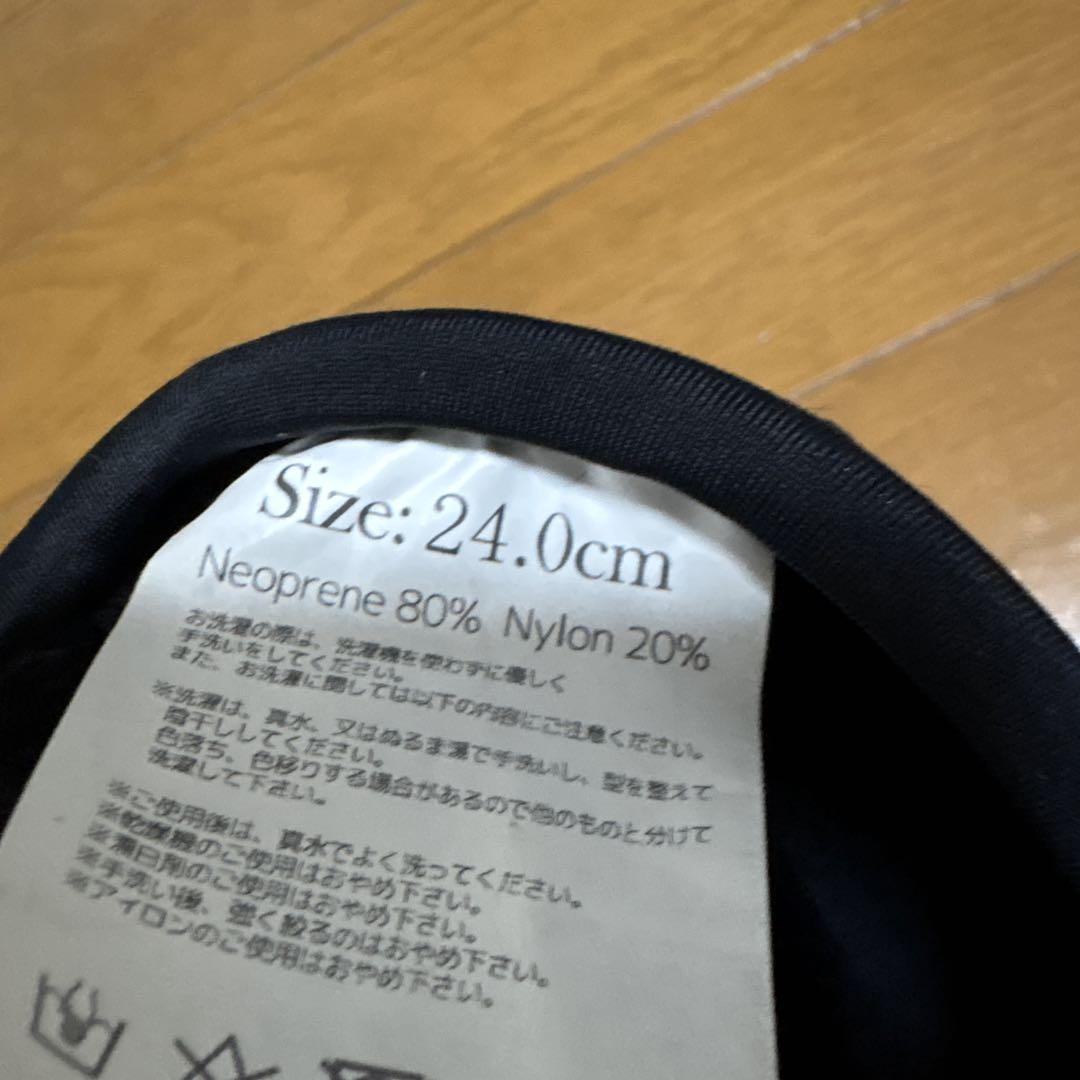 Size: 24.0cm
Neoprene 80% Nylon 20%
お洗濯の際は、洗濯機を使わずに優しく
手洗いをしてください。
また、お洗濯に関しては以下の内容にご注意ください。
※洗濯は、真水、又はぬるま湯で手洗いし、型を整えて
陰干ししてください。
色落ち、色移りする場合があるので他のものと分けて
洗濯して下さい。
※ご使用後は、真水でよく洗ってください。
※乾燥機のご使用はおやめ下さい。
※漂白剤のご使用はおやめ下さい。
※手洗い後、強く絞るのはおやめ下さい。
※アイロンのご使用はおやめ下さい。